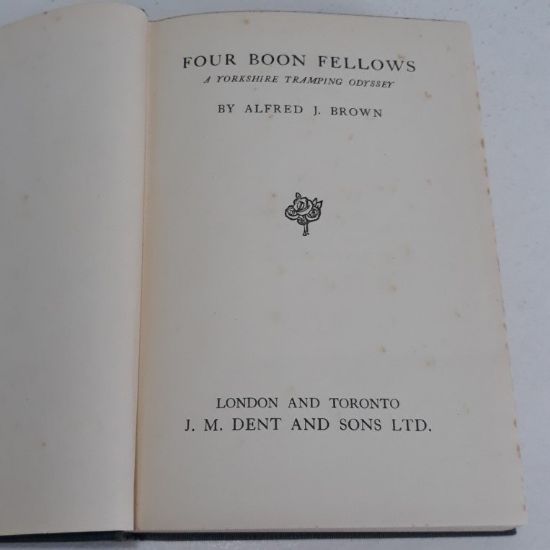 FOUR BOON FELLOWS
A YORKSHIRE TRAMPING ODYSSEY
BY ALFRED J. BROWN
LONDON AND TORONTO
J. M. DENT AND SONS LTD.